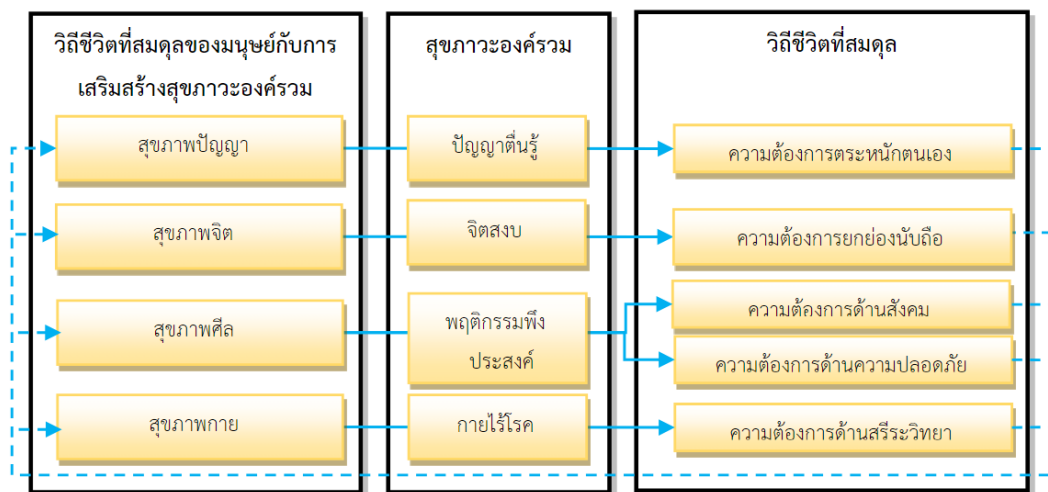 วิถีชีวิตที่สมดุลของมนุษย์กับการ
เสริมสร้างสุขภาวะองค์รวม
สุขภาพปัญญา
สุขภาพจิต
สุขภาพศีล
สุขภาพกาย
สุขภาวะองค์รวม
ปัญญาตื่นรู้
จิตสงบ
พฤติกรรมพึง
ประสงค์
กายไร้โรค
วิถีชีวิตที่สมดุล
ความต้องการตระหนักตนเอง
ความต้องการยกย่องนับถือ
ความต้องการด้านสังคม
ความต้องการด้านความปลอดภัย
ความต้องการด้านสรีระวิทยา